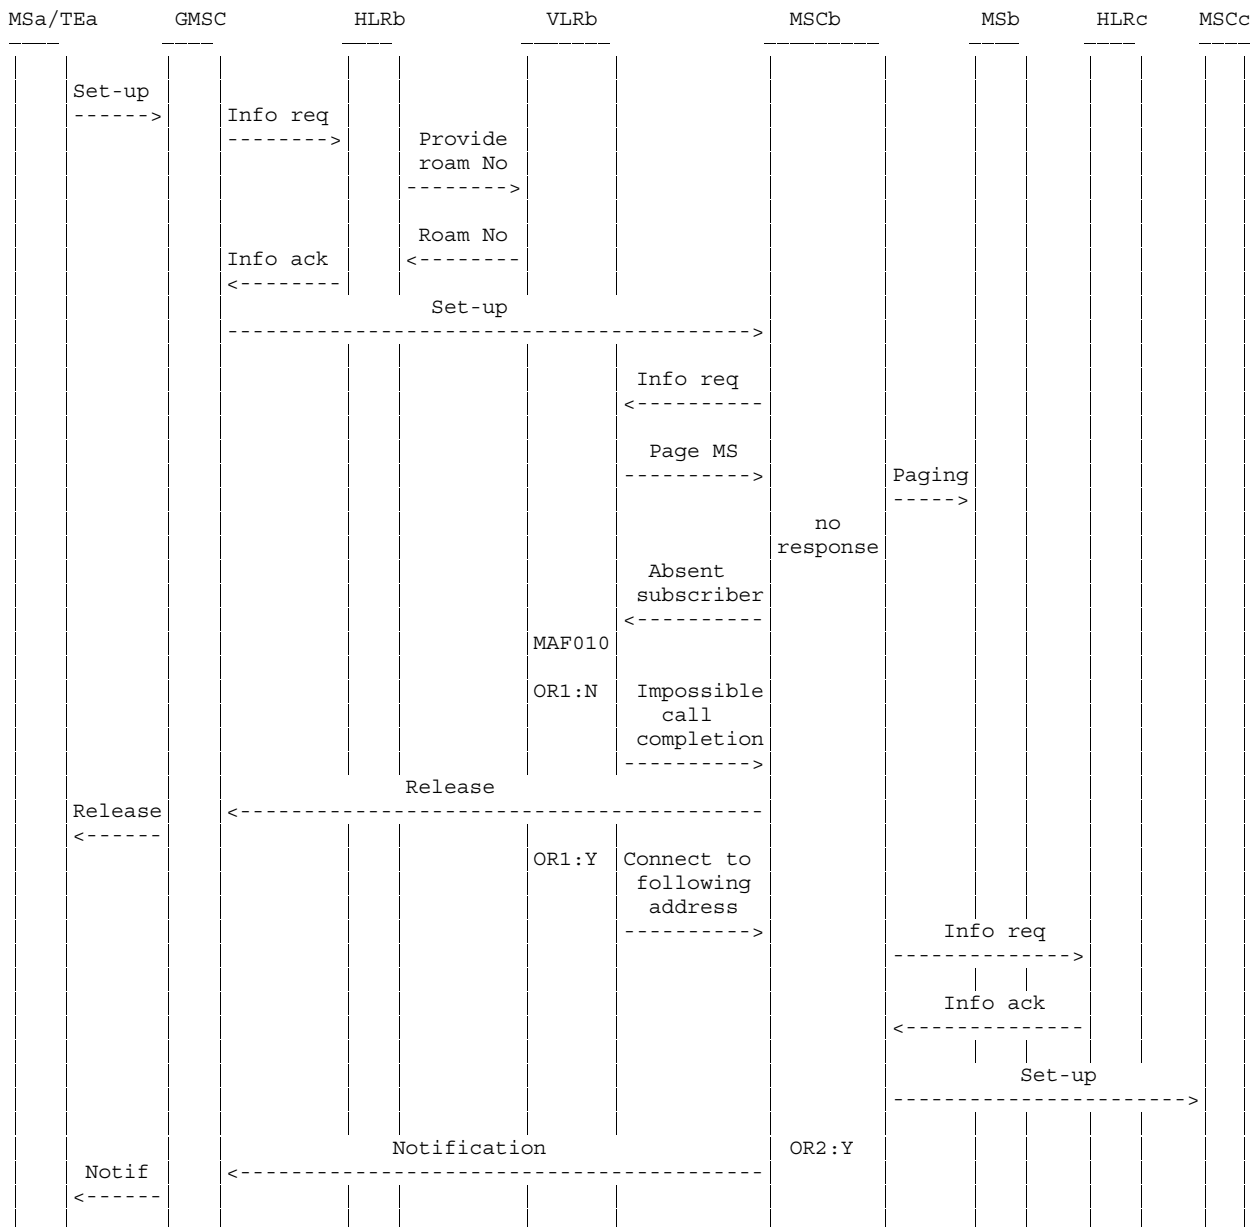 MSa/TEa GMSC HLRb VLRb MSCb MSb HLRc MSCc
Set-up
------> Info req
--------> Provide
roam No
-------->
Roam No
Info ack <--------
<--------
Set-up
----------------------------------------->
Info req
<----------
Page MS
----------> Paging
----->
no
response
Absent
subscriber
<----------
MAF010
OR1:N Impossible
call
completion
---------->
Release
Release <-----------------------------------------
<------
OR1:Y Connect to
following
address
----------> Info req
-------------->
Info ack
<--------------
Set-up
----------------------->
Notification OR2:Y
Notif <-----------------------------------------
<------